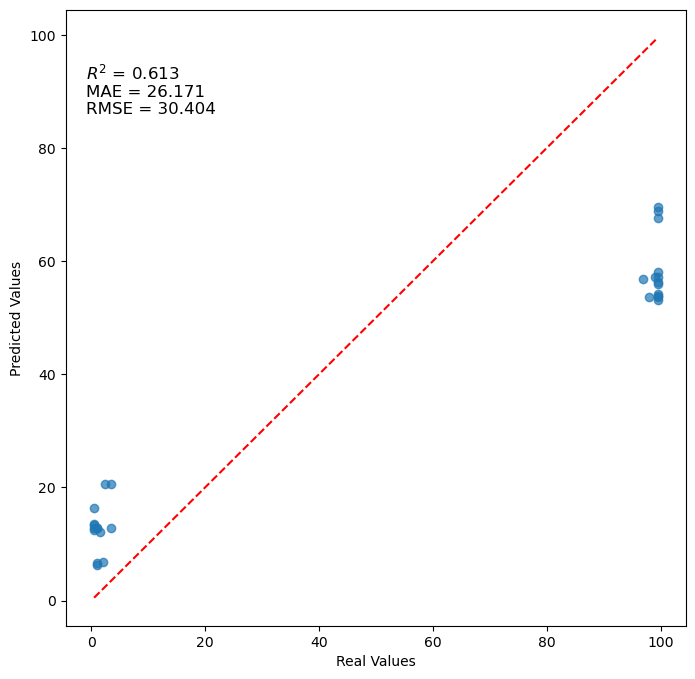 R² = 0.613
MAE = 26.171
RMSE = 30.404
Predicted Values
100
80
60
40
20
0
0 20 40 60 80 100
Real Values